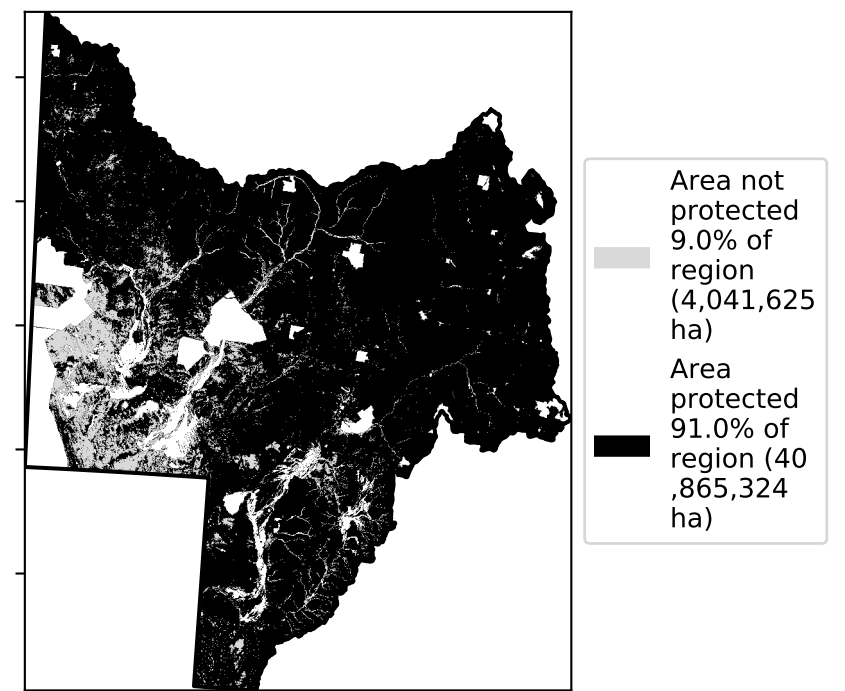 Area not
protected
9.0% of
region
(4,041,625
ha)
Area
protected
91.0% of
region (40
,865,324
ha)